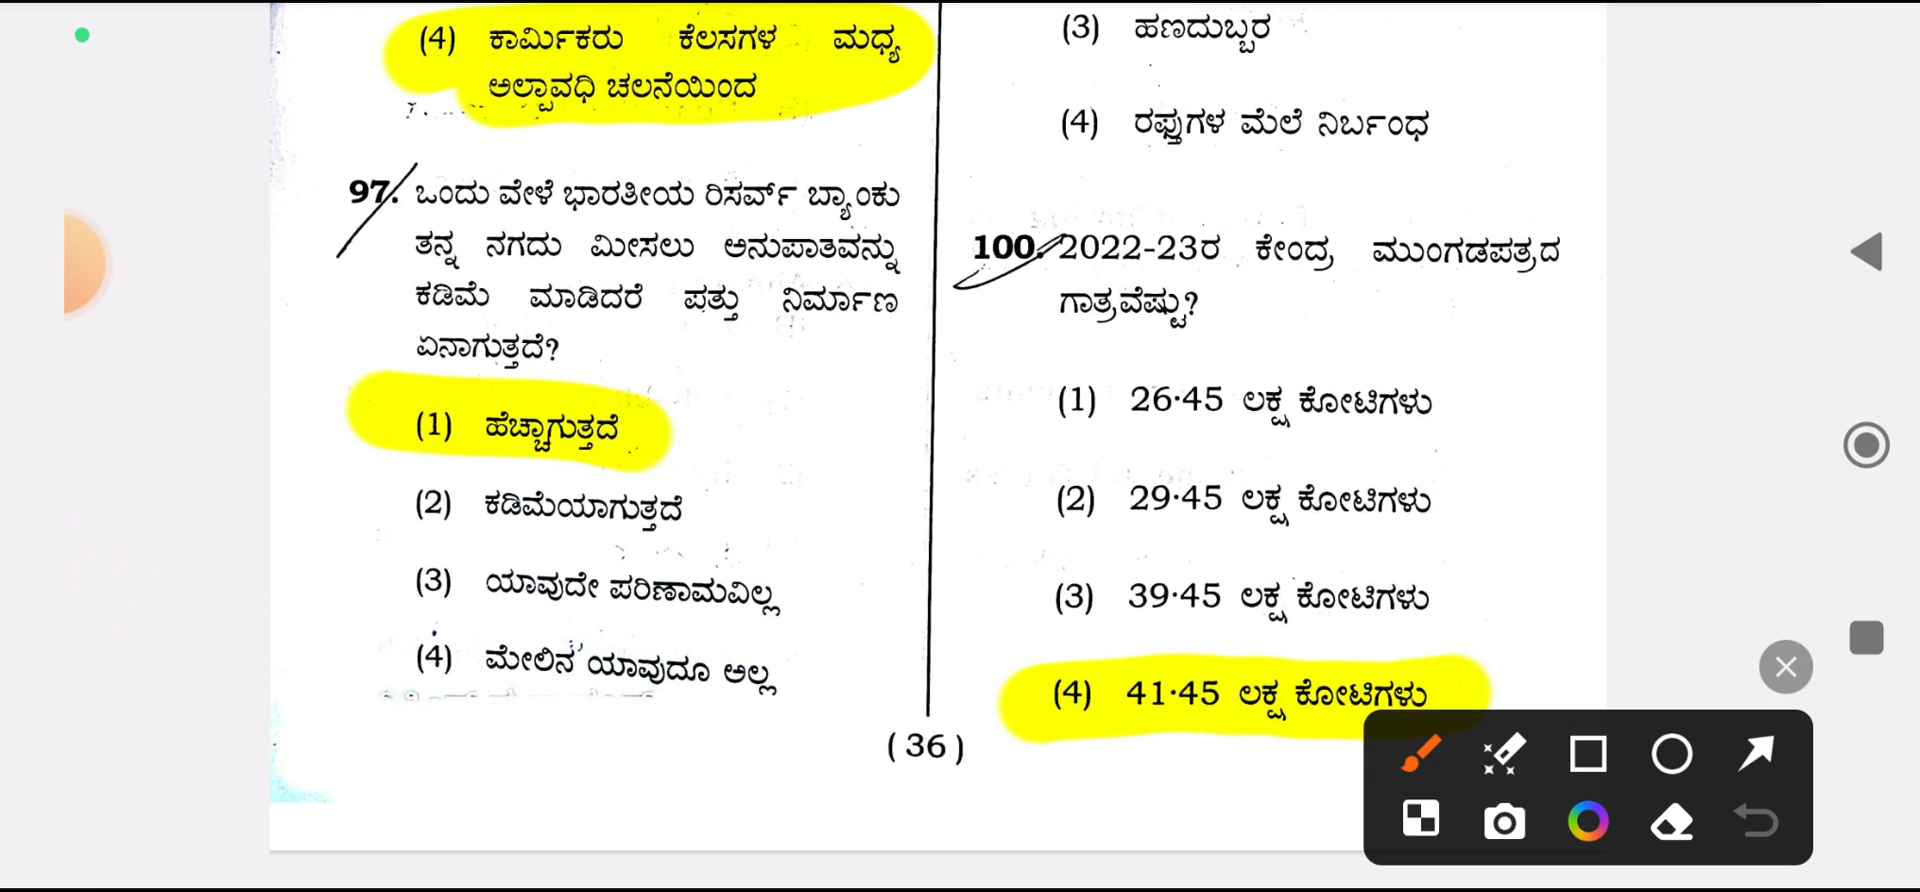 (4) ಕಾರ್ಮಿಕರು ಕೆಲಸಗಳ ಮಧ್ಯ
ಅಲ್ಪಾವಧಿ ಚಲನೆಯಿಂದ
97. ಒಂದು ವೇಳೆ ಭಾರತೀಯ ರಿಸರ್ವ್ ಬ್ಯಾಂಕು
ತನ್ನ ನಗದು ಮೀಸಲು ಅನುಪಾತವನ್ನು
ಕಡಿಮೆ ಮಾಡಿದರೆ ಪತ್ತು ನಿರ್ಮಾಣ
ಏನಾಗುತ್ತದೆ?
(1) ಹೆಚ್ಚಾಗುತ್ತದೆ
(2) ಕಡಿಮೆಯಾಗುತ್ತದೆ
(3) ಯಾವುದೇ ಪರಿಣಾಮವಿಲ್ಲ
(4) ಮೇಲಿನ ಯಾವುದೂ ಅಲ್ಲ
(3) ಹಣದುಬ್ಬರ
(4) ರಫ್ತುಗಳ ಮೆಲೆ ನಿರ್ಬಂಧ
100. 2022-23ರ ಕೇಂದ್ರ ಮುಂಗಡಪತ್ರದ
ಗಾತ್ರವೆಷ್ಟು?
(1) 26·45 ಲಕ್ಷ ಕೋಟಿಗಳು
(2) 29·45 ಲಕ್ಷ ಕೋಟಿಗಳು
(3) 39·45 ಲಕ್ಷ ಕೋಟಿಗಳು
(4) 41·45 ಲಕ್ಷ ಕೋಟಿಗಳು
( 36 )